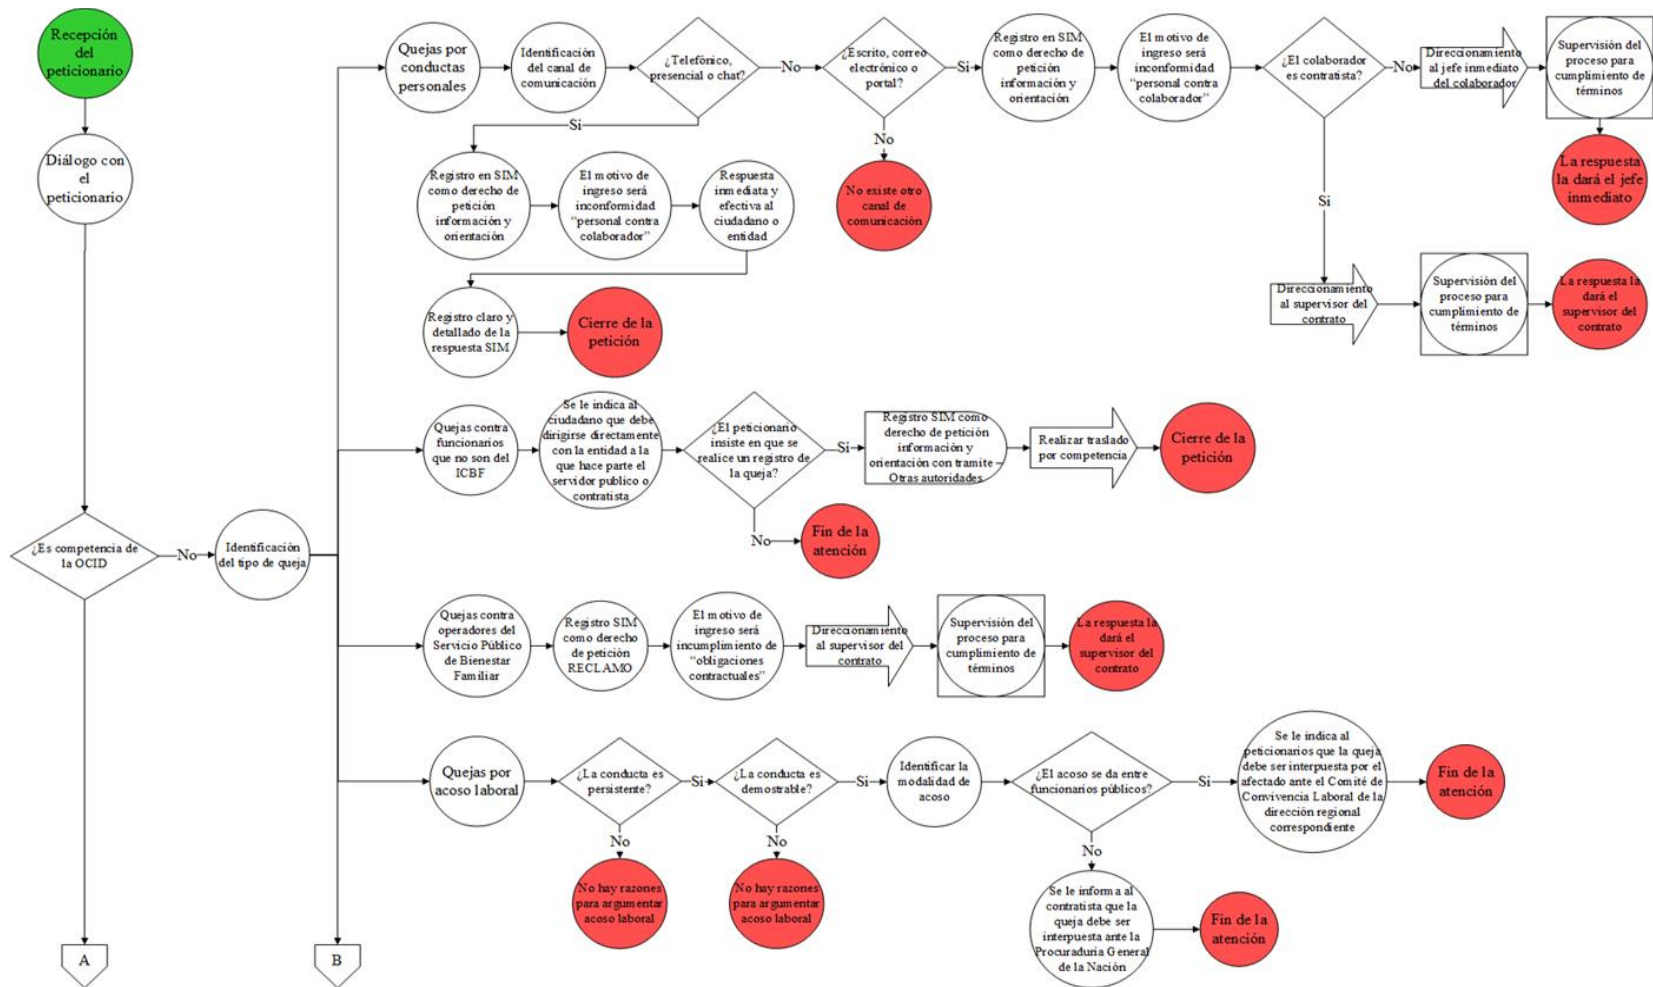 Recepción
del
peticionario
Diálogo con
el
peticionario
¿Es competencia de
la OCID
No
Identificación
del tipo de queja
A
B
Quejas por
conductas
personales
Identificación
del canal de
comunicación
¿Telefónico,
presencial o chat?
No
¿Escrito, correo
electrónico o
portal?
Si
Registro en SIM
como derecho de
petición
información y
orientación
El motivo de
ingreso será
inconformidad
“personal contra
colaborador”
¿El colaborador
es contratista?
No
Direccionamiento
al jefe inmediato
del colaborador
Supervisión del
proceso para
cumplimiento de
términos
La respuesta
la dará el jefe
inmediato
Si
Registro en SIM
como derecho de
petición
información y
orientación
El motivo de
ingreso será
inconformidad
“personal contra
colaborador”
Respuesta
inmediata y
efectiva al
ciudadano o
entidad
No
No existe otro
canal de
comunicación
Si
Direccionamiento
al supervisor del
contrato
Supervisión del
proceso para
cumplimiento de
términos
La respuesta la
dará el
supervisor del
contrato
Registro claro y
detallado de la
respuesta SIM
Cierre de la
petición
Quejas contra
funcionarios
que no son del
ICBF
Se le indica al
ciudadano que debe
dirigirse directamente
con la entidad a la
que hace parte el
servidor publico o
contratista
¿El peticionario
insiste en que se
realice un registro de
la queja?
Si
Registro SIM como
derecho de petición
información y
orientación con tramite –
Otras autoridades
Realizar traslado
por competencia
Cierre de la
petición
No
Fin de la
atención
Quejas contra
operadores del
Servicio Público
de Bienestar
Familiar
Registro SIM
como derecho
de petición
RECLAMO
El motivo de
ingreso será
incumplimiento de
“obligaciones
contractuales”
Direccionamiento
al supervisor del
contrato
Supervisión del
proceso para
cumplimiento de
términos
La respuesta la
dará el
supervisor del
contrato
Quejas por
acoso laboral
¿La conducta es
persistente?
Si
¿La conducta es
demostrable?
Si
Identificar la
modalidad de
acoso
¿El acoso se da entre
funcionarios públicos?
Si
Se le indica al
peticionarios que la queja
debe ser interpuesta por el
afectado ante el Comité de
Convivencia Laboral de la
dirección regional
correspondiente
Fin de la
atención
No
No hay razones
para argumentar
acoso laboral
No
No hay razones
para argumentar
acoso laboral
No
Se le informa al
contratista que la
queja debe ser
interpuesta ante la
Procuraduría General
de la Nación
Fin de la
atención